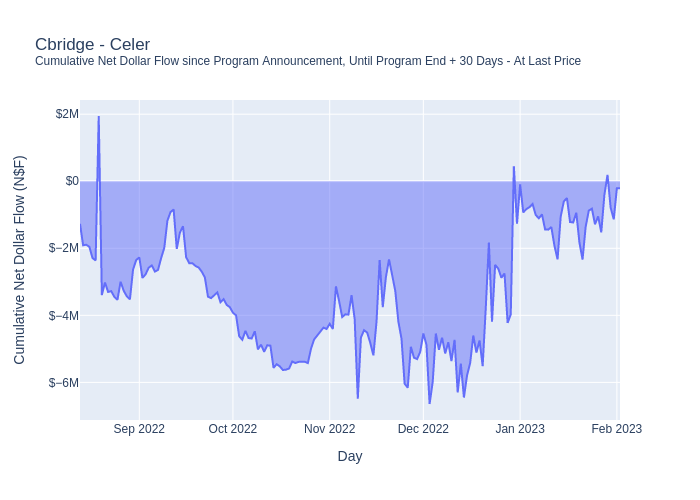 Cbridge - Celer
Cumulative Net Dollar Flow since Program Announcement, Until Program End + 30 Days - At Last Price
Cumulative Net Dollar Flow (N$F)
$2M
$0
$−2M
$−4M
$−6M
Sep 2022
Oct 2022
Nov 2022
Dec 2022
Jan 2023
Feb 2023
Day